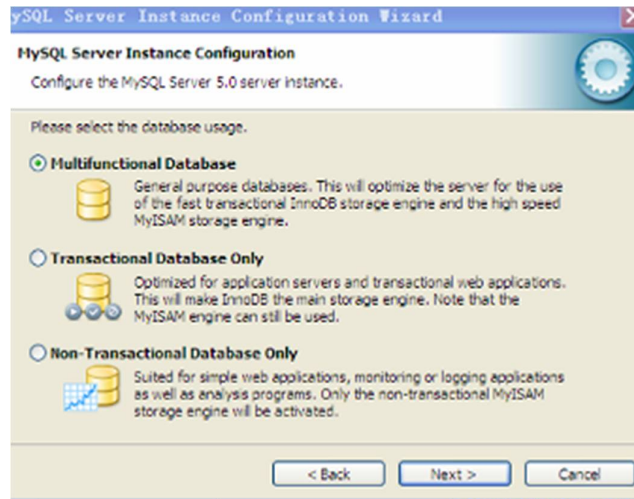 ySQL Server Instance Configuration Wizard
MySQL Server Instance Configuration
Configure the MySQL Server 5.0 server instance.
Please select the database usage.
Multifunctional Database
General purpose databases. This will optimize the server for the use
of the fast transactional InnoDB storage engine and the high speed
MyISAM storage engine.
Transactional Database Only
Optimized for application servers and transactional web applications.
This will make InnoDB the main storage engine. Note that the
MyISAM engine can still be used.
Non-Transactional Database Only
Suited for simple web applications, monitoring or logging applications
as well as analysis programs. Only the non-transactional MyISAM
storage engine will be activated.
< Back Next > Cancel